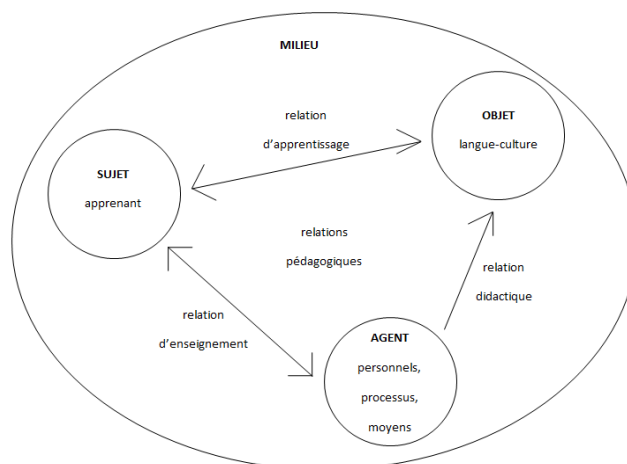 MILIEU
relation
d'apprentissage
OBJET
langue-culture
SUJET
apprenant
relations
pédagogiques
relation
didactique
relation
d'enseignement
AGENT
personnels,
processus,
moyens